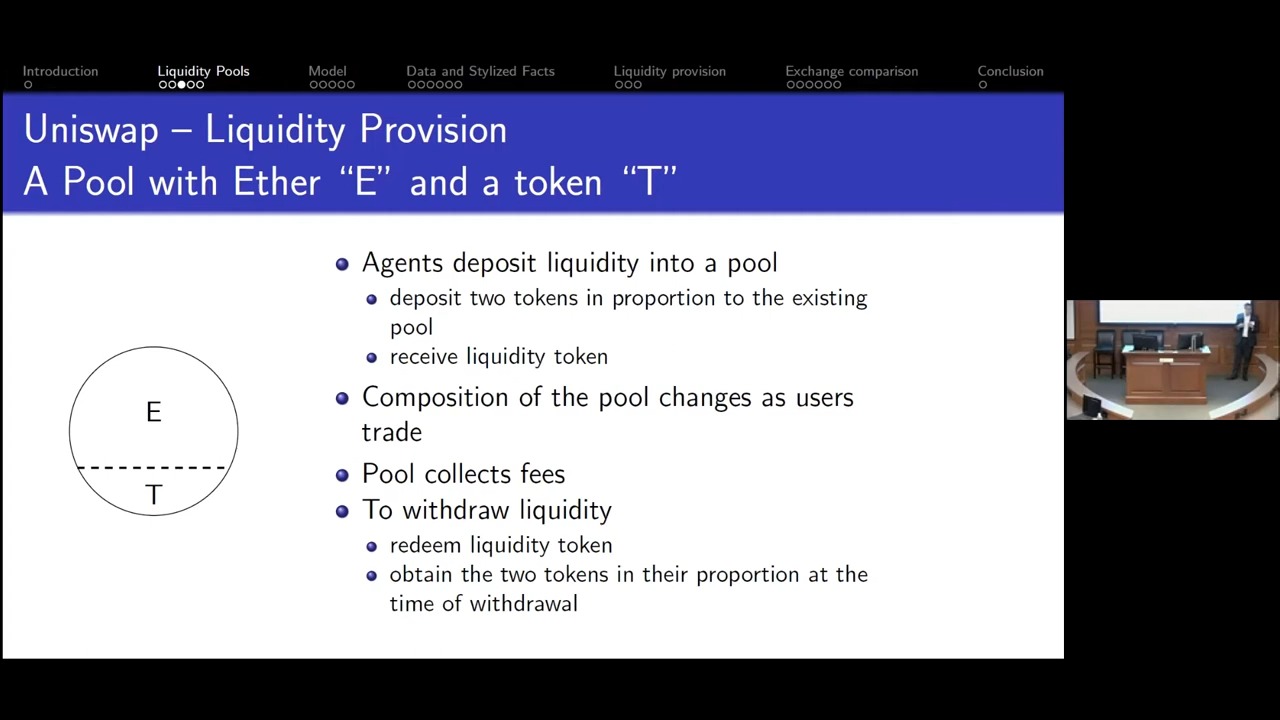 Introduction
Liquidity Pools
Model
Data and Stylized Facts
Liquidity provision
Exchange comparison
Conclusion
Uniswap – Liquidity Provision
A Pool with Ether “E” and a token “T”
E
T
Agents deposit liquidity into a pool
deposit two tokens in proportion to the existing
pool
receive liquidity token
Composition of the pool changes as users
trade
Pool collects fees
To withdraw liquidity
redeem liquidity token
obtain the two tokens in their proportion at the
time of withdrawal